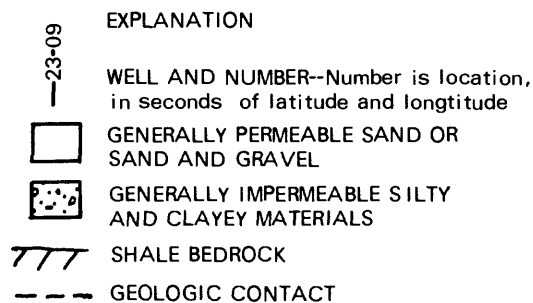 EXPLANATION
—23-09
WELL AND NUMBER--Number is location,
in seconds of latitude and longtitude
GENERALLY PERMEABLE SAND OR
SAND AND GRAVEL
GENERALLY IMPERMEABLE SILTY
AND CLAYEY MATERIALS
SHALE BEDROCK
GEOLOGIC CONTACT